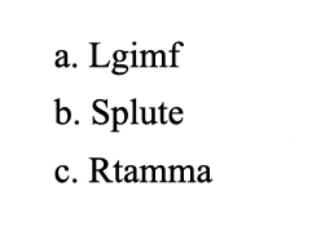 a. Lgimf
b. Splute
c. Rtamma